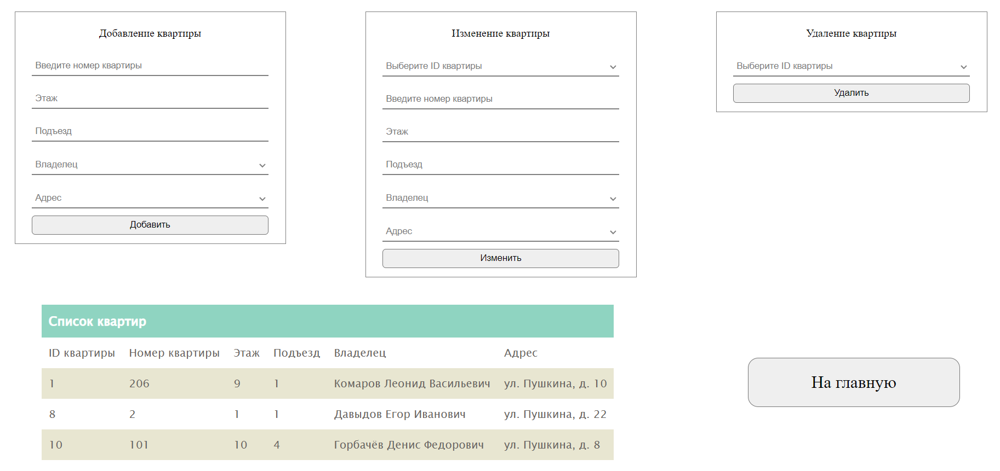 Добавление квартиры
Введите номер квартиры
Этаж
Подъезд
Владелец
Адрес
Добавить
Изменение квартиры
Выберите ID квартиры
Введите номер квартиры
Этаж
Подъезд
Владелец
Адрес
Изменить
Удаление квартиры
Выберите ID квартиры
Удалить
Список квартир
ID квартиры Номер квартиры Этаж Подъезд Владелец Адрес
1 206 9 1 Комаров Леонид Васильевич ул. Пушкина, д. 10
8 2 1 1 Давыдов Егор Иванович ул. Пушкина, д. 22
10 101 10 4 Горбачёв Денис Федорович ул. Пушкина, д. 8
На главную